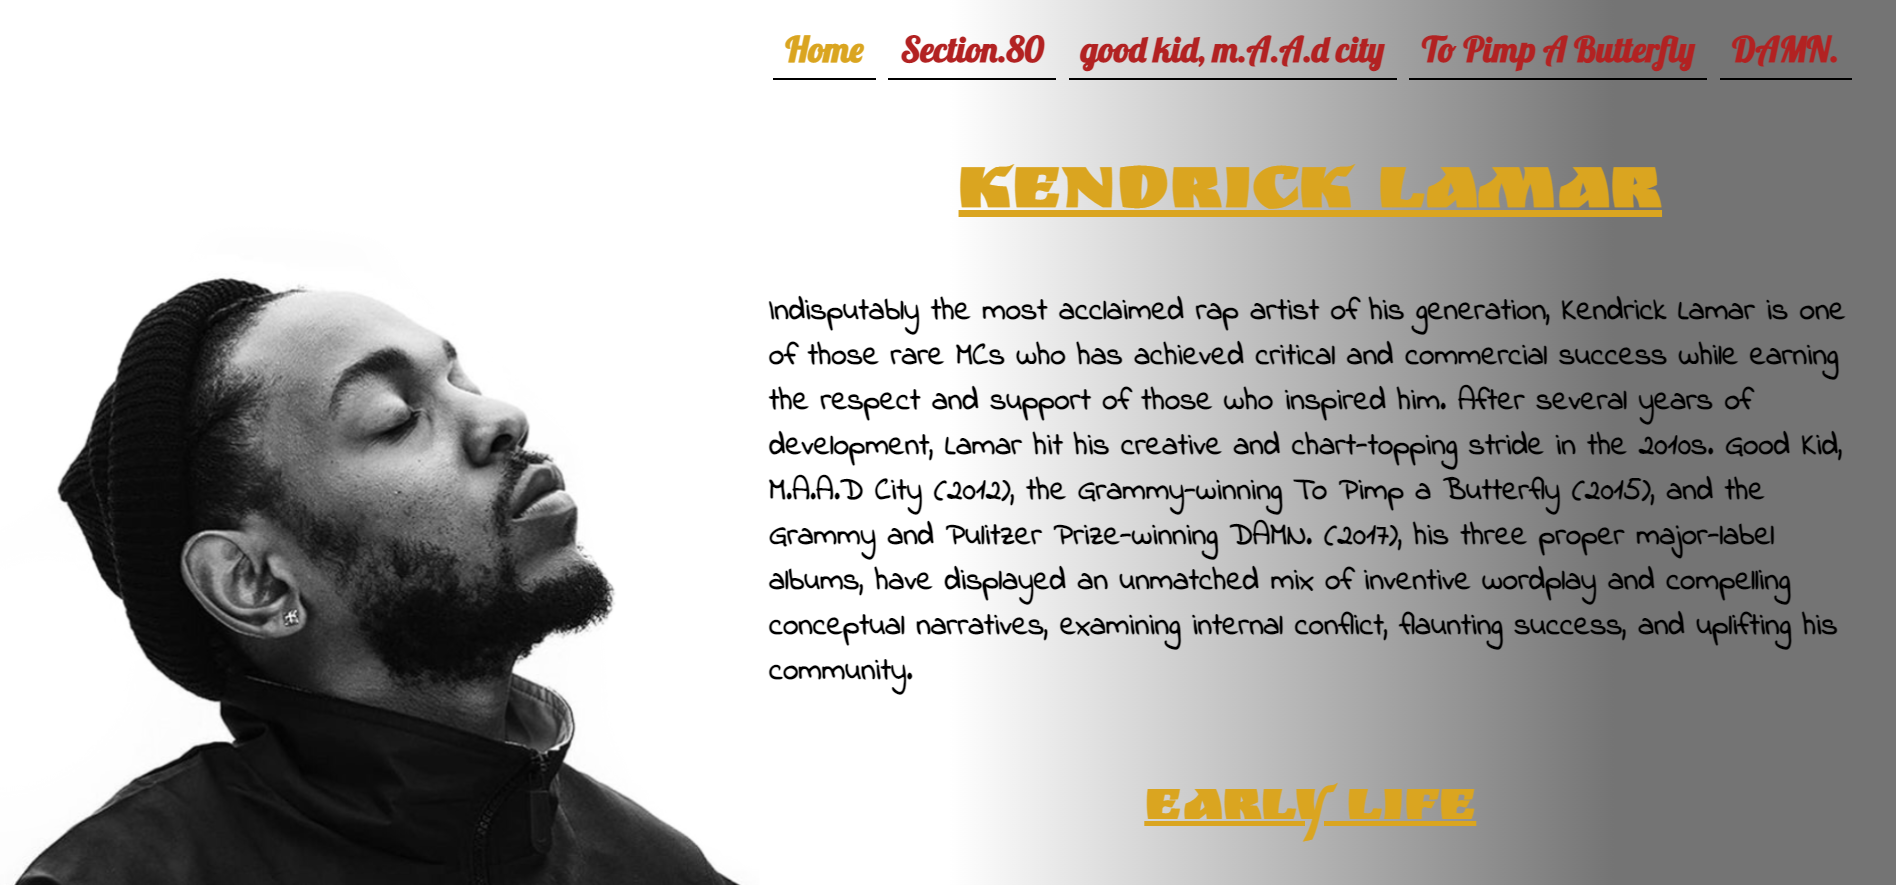 Home Section.80 good kid, m.A.A.d city To Pimp A Butterfly DAMN.
KENDRICK LAMAR
Indisputably the most acclaimed rap artist of his generation, Kendrick Lamar is one
of those rare MCs who has achieved critical and commercial success while earning
the respect and support of those who inspired him. After several years of
development, Lamar hit his creative and chart-topping stride in the 2010s. Good Kid,
M.A.A.D City (2012), the Grammy-winning To Pimp a Butterfly (2015), and the
Grammy and Pulitzer Prize-winning DAMN. (2017), his three proper major-label
albums, have displayed an unmatched mix of inventive wordplay and compelling
conceptual narratives, examining internal conflict, flaunting success, and uplifting his
community.
EARLY LIFE